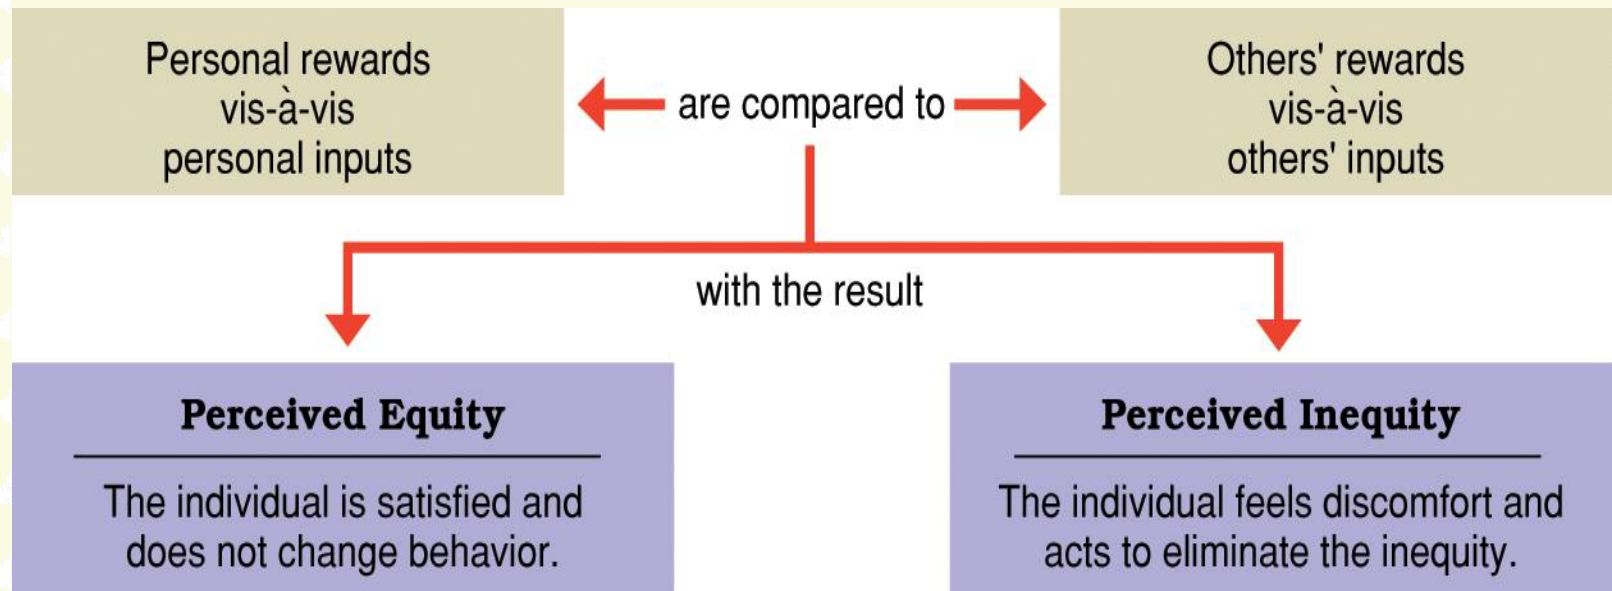 Personal rewards
vis-à-vis
personal inputs
are compared to
Others' rewards
vis-à-vis
others' inputs
with the result
Perceived Equity
The individual is satisfied and
does not change behavior.
Perceived Inequity
The individual feels discomfort and
acts to eliminate the inequity.